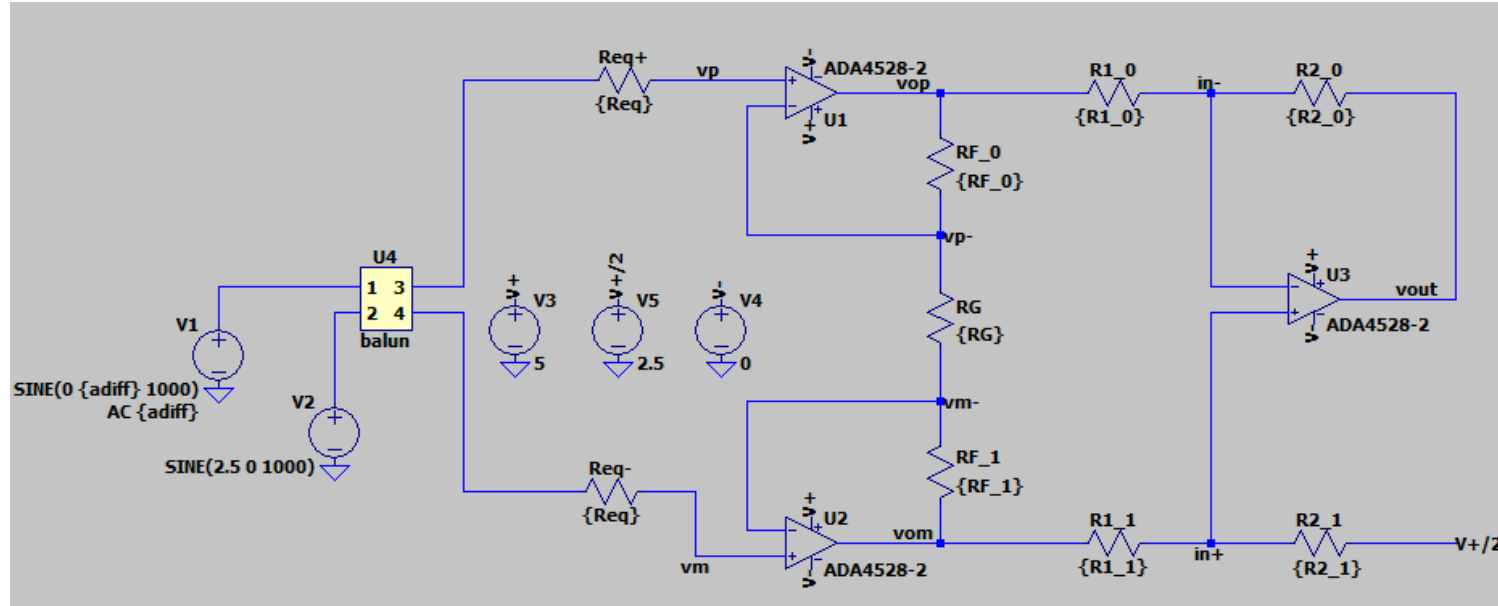 Req+
{Req}
vp
V-
ADA4528-2
+
-
U1
V+
vop
R1_0
{R1_0}
in-
R2_0
{R2_0}
RF_0
{RF_0}
vp-
U4
1 3
2 4
balun
V1
SINE(0 {adiff} 1000)
AC {adiff}
V2
SINE(2.5 0 1000)
V+
V3
5
V+/2
V5
2.5
V-
V4
0
RG
{RG}
V+
U3
vout
ADA4528-2
V-
vm-
Req-
{Req}
vm
V+
U2
ADA4528-2
V-
RF_1
{RF_1}
vom
R1_1
{R1_1}
in+
R2_1
{R2_1}
V+/2